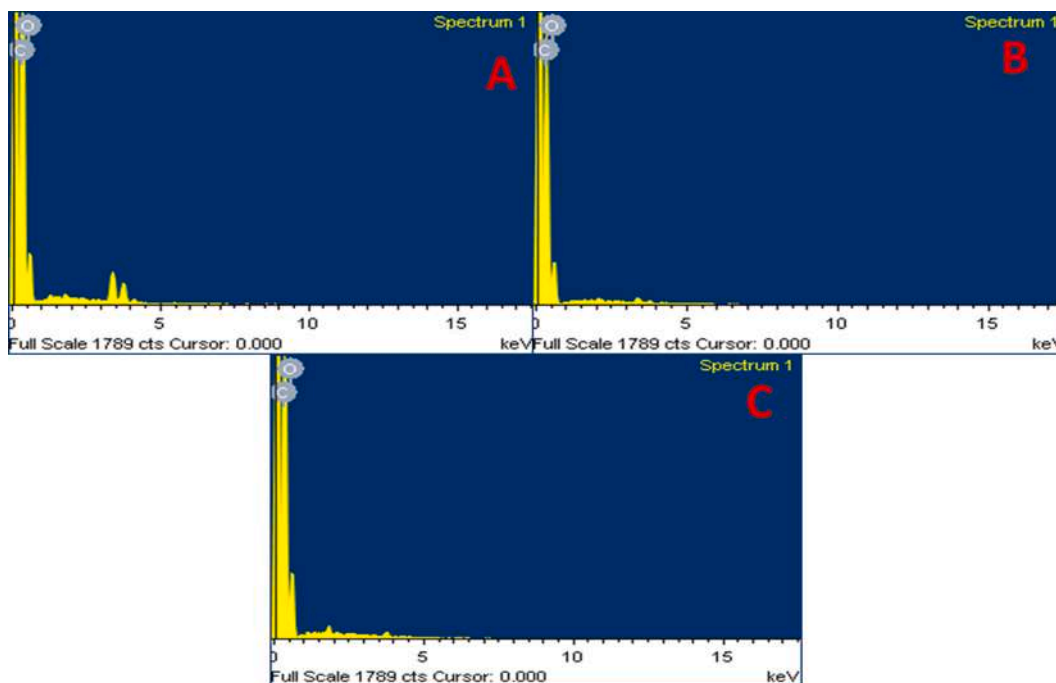 Spectrum 1
O
C
A
0 5 10 15
Full Scale 1789 cts Cursor: 0.000 keV
Spectrum 1
O
C
B
0 5 10 15
Full Scale 1789 cts Cursor: 0.000 keV
Spectrum 1
O
C
C
0 5 10 15
Full Scale 1789 cts Cursor: 0.000 keV